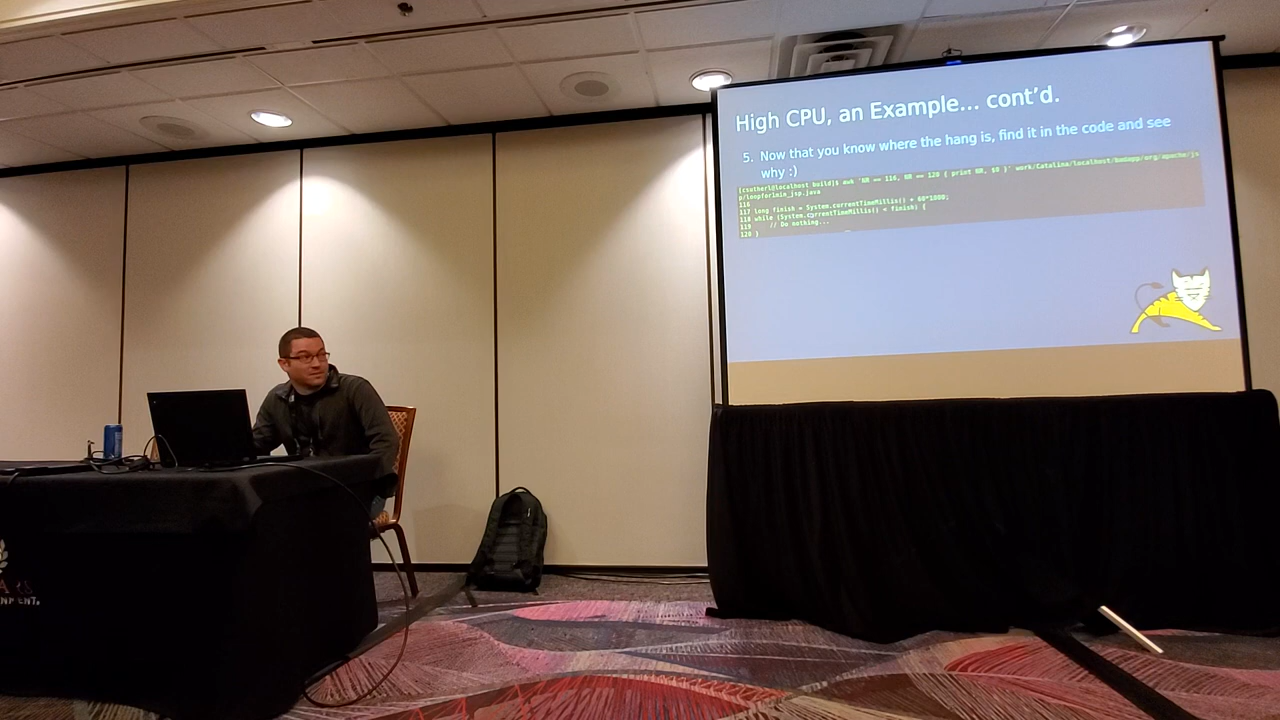 High CPU, an Example... cont'd.
5. Now that you know where the hang is, find it in the code and see
why :)
[csutherl@localhost build]$ awk 'NR == 116, NR == 120 { print NR, $0 }' work/Catalina/localhost/badapp/org/apache/js
p/loopfor1min_jsp.java
116
117 long finish = System.currentTimeMillis() + 60*1000;
118 while (System.currentTimeMillis() < finish) {
119 // Do nothing...
120 }